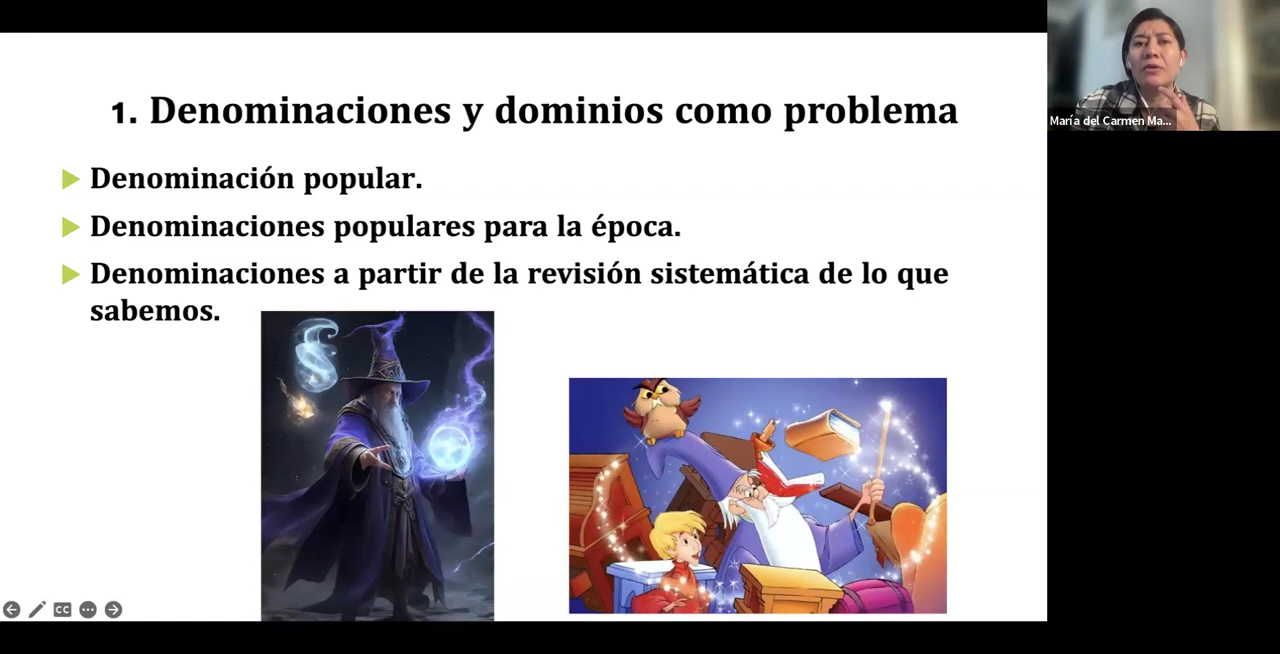 1. Denominaciones y dominios como problema
Denominación popular.
Denominaciones populares para la época.
Denominaciones a partir de la revisión sistemática de lo que
sabemos.
María del Carmen Ma...
CC